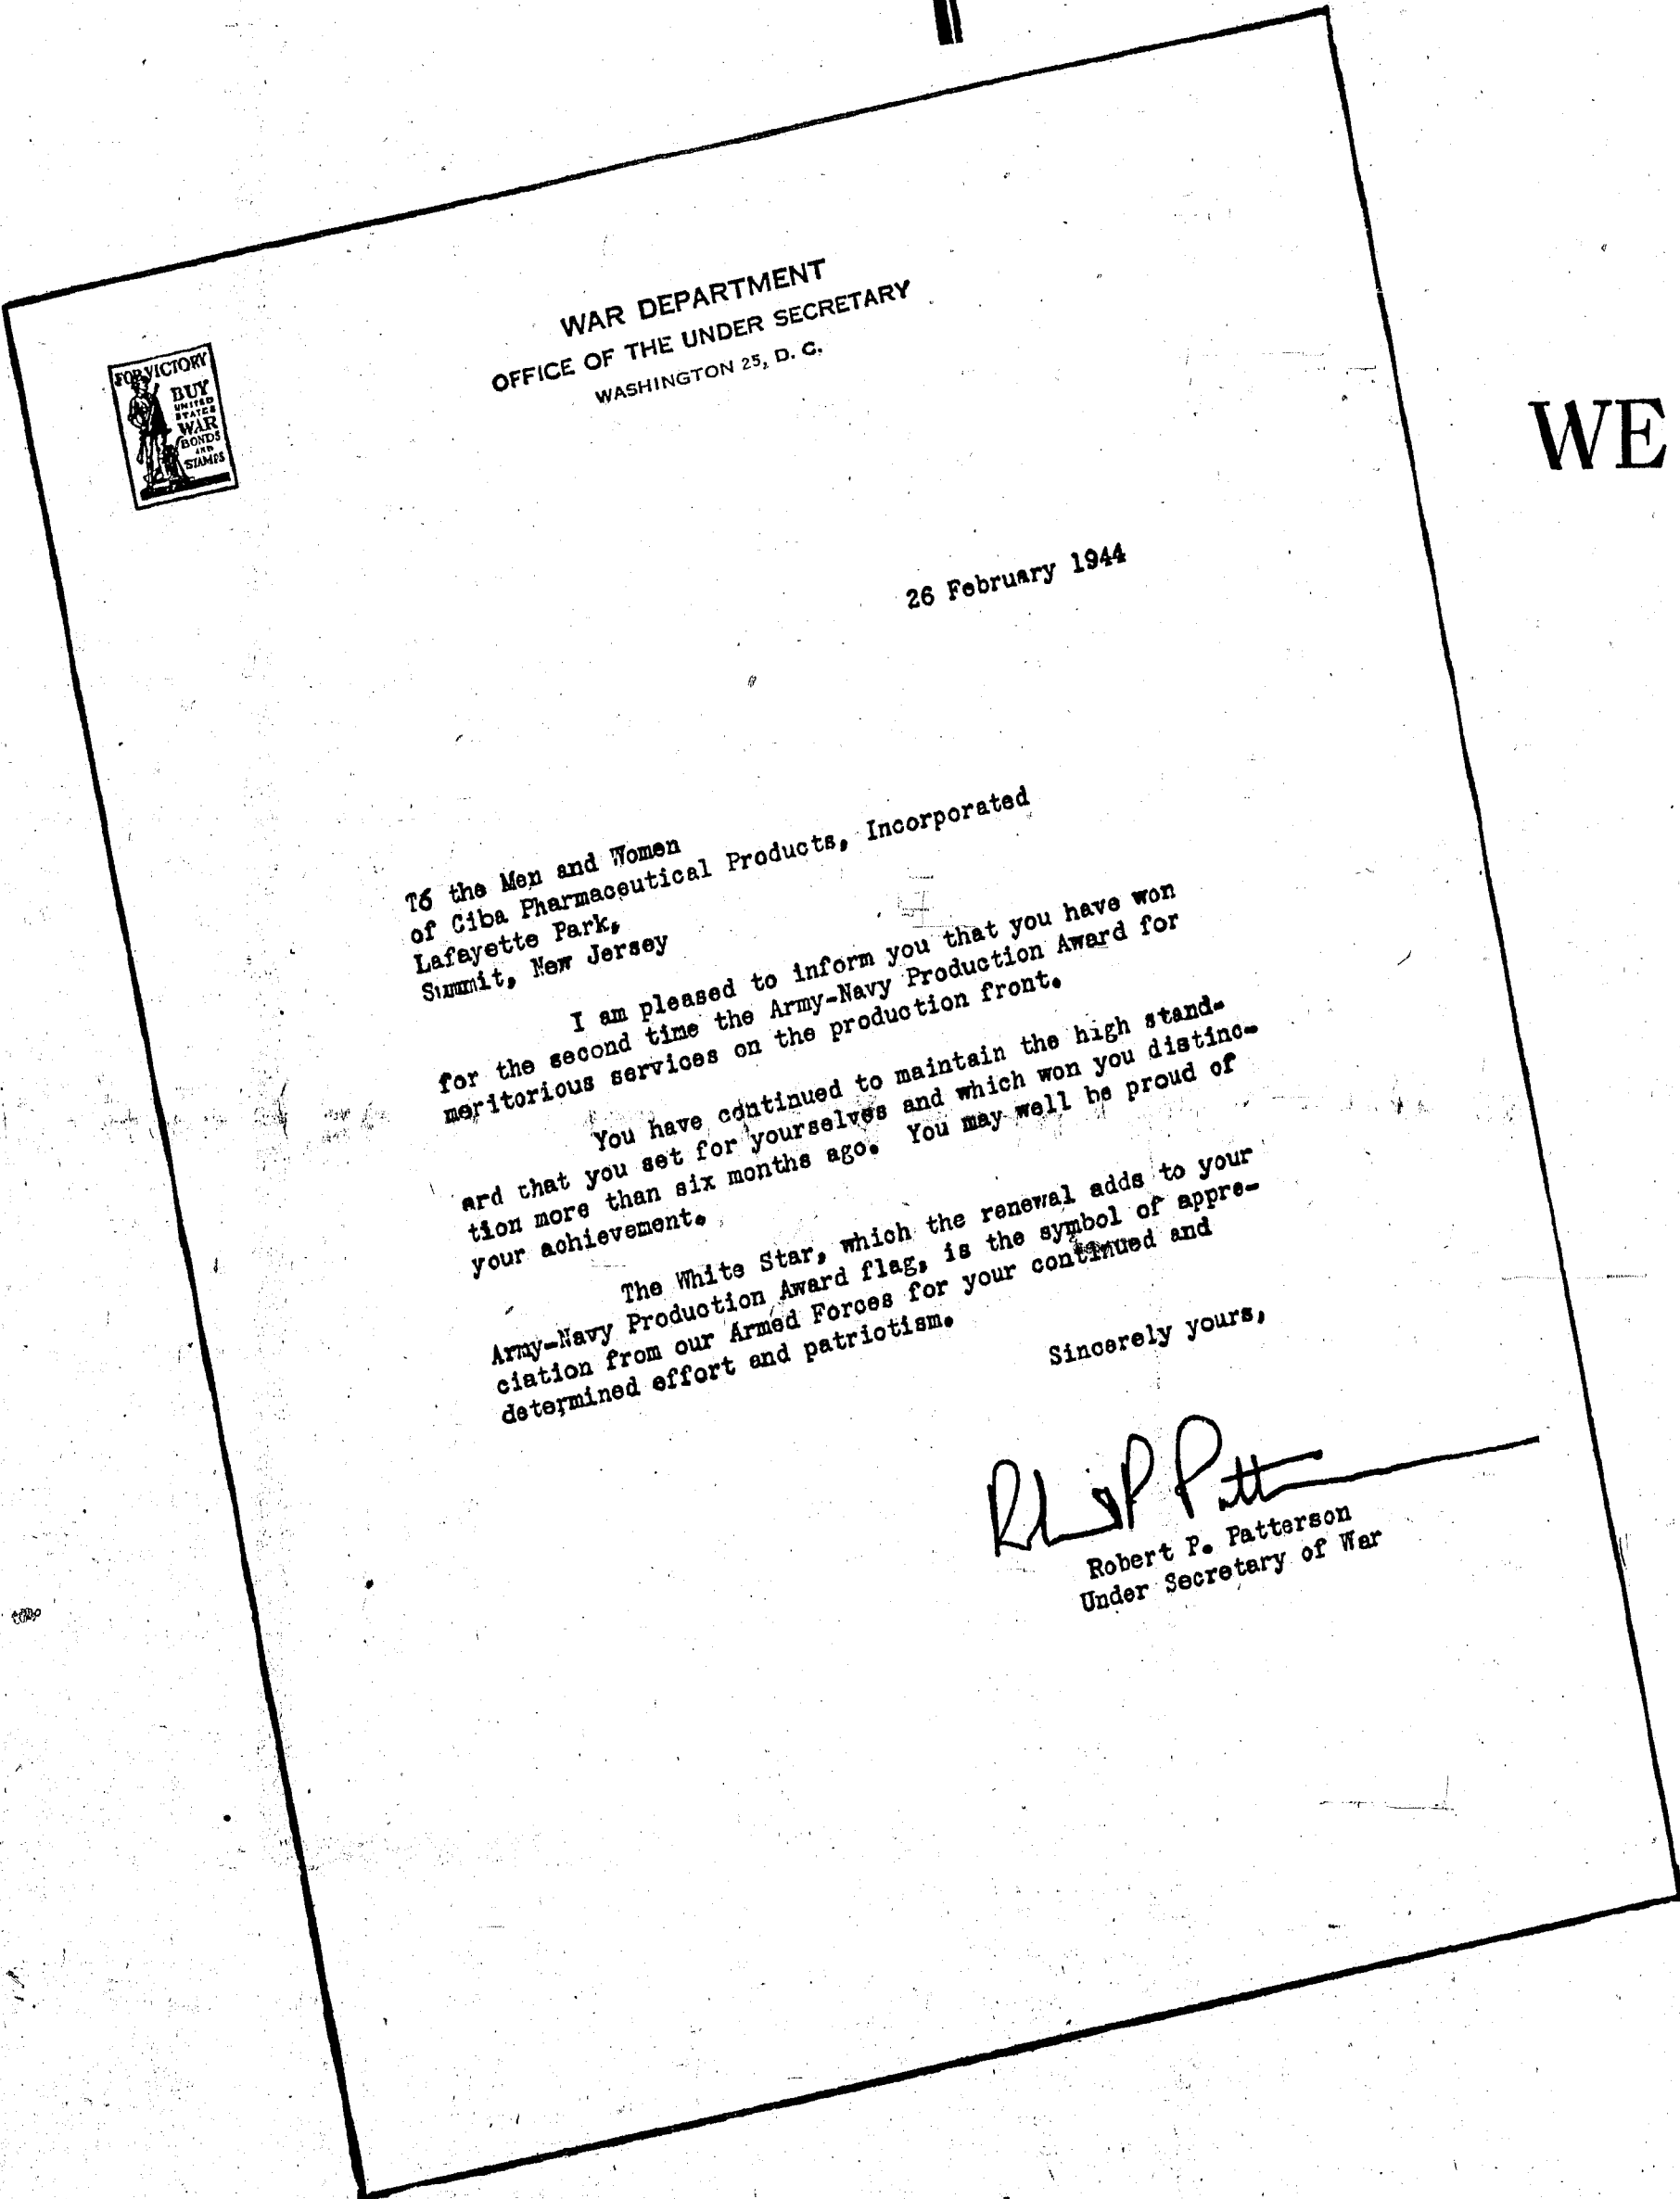 WAR DEPARTMENT
OFFICE OF THE UNDER SECRETARY
WASHINGTON 25, D. C.
FOR VICTORY
BUY
UNITED
STATES
WAR
BONDS
AND
STAMPS
WE
26 February 1944
To the Men and Women
of Ciba Pharmaceutical Products, Incorporated
Lafayette Park,
Summit, New Jersey
I am pleased to inform you that you have won
for the second time the Army-Navy Production Award for
meritorious services on the production front.
You have continued to maintain the high stand-
ard that you set for yourselves and which won you distinc-
tion more than six months ago. You may well be proud of
your achievement.
The White Star, which the renewal adds to your
Army-Navy Production Award flag, is the symbol of appre-
ciation from our Armed Forces for your continued and
determined effort and patriotism.
Sincerely yours,
Robert P. Patterson
Under Secretary of War